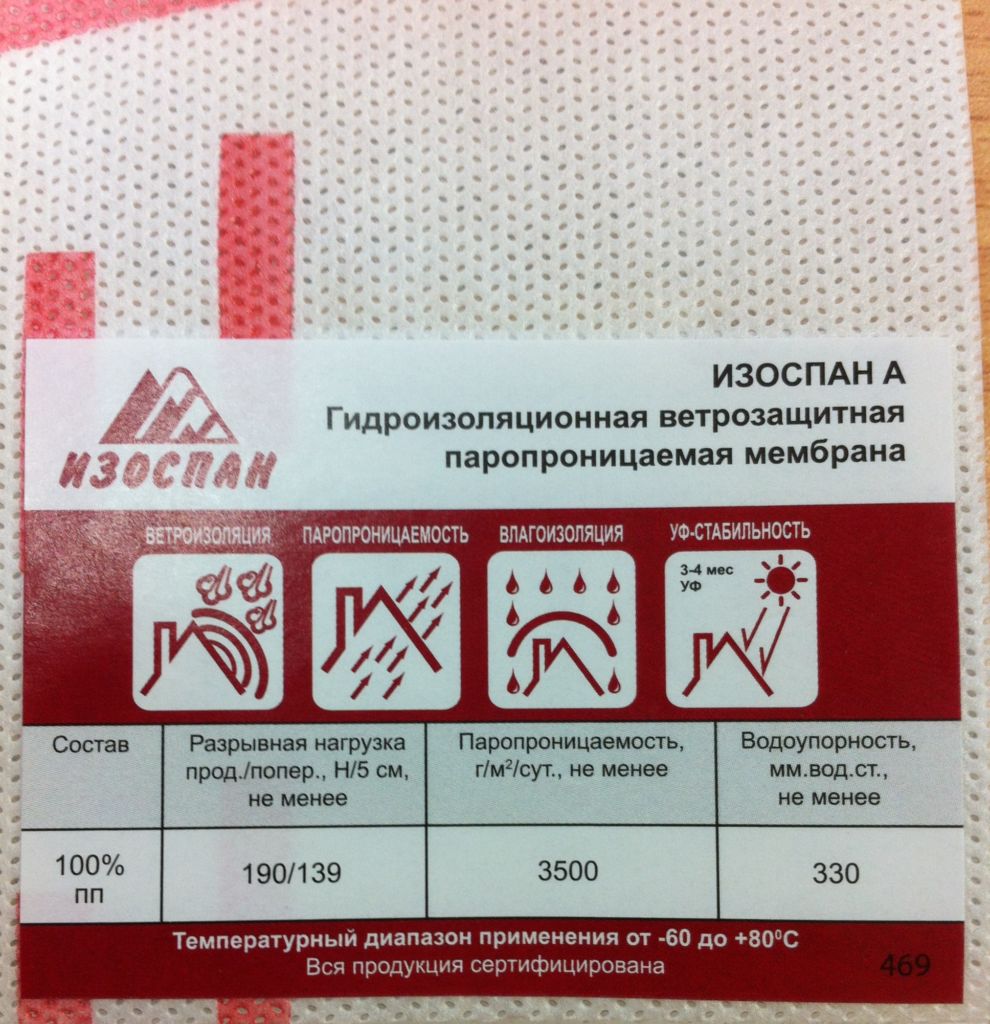 ИЗОСПАН
ИЗОСПАН А
Гидроизоляционная ветрозащитная
паропроницаемая мембрана
ВЕТРОИЗОЛЯЦИЯ
ПАРОПРОНИЦАЕМОСТЬ
ВЛАГОИЗОЛЯЦИЯ
УФ-СТАБИЛЬНОСТЬ
3-4 мес
УФ
Состав
Разрывная нагрузка
прод./попер., Н/5 см,
не менее
Паропроницаемость,
г/м²/сут., не менее
Водоупорность,
мм.вод.ст.,
не менее
100%
пп
190/139
3500
330
Температурный диапазон применения от -60 до +80⁰С
Вся продукция сертифицирована
469